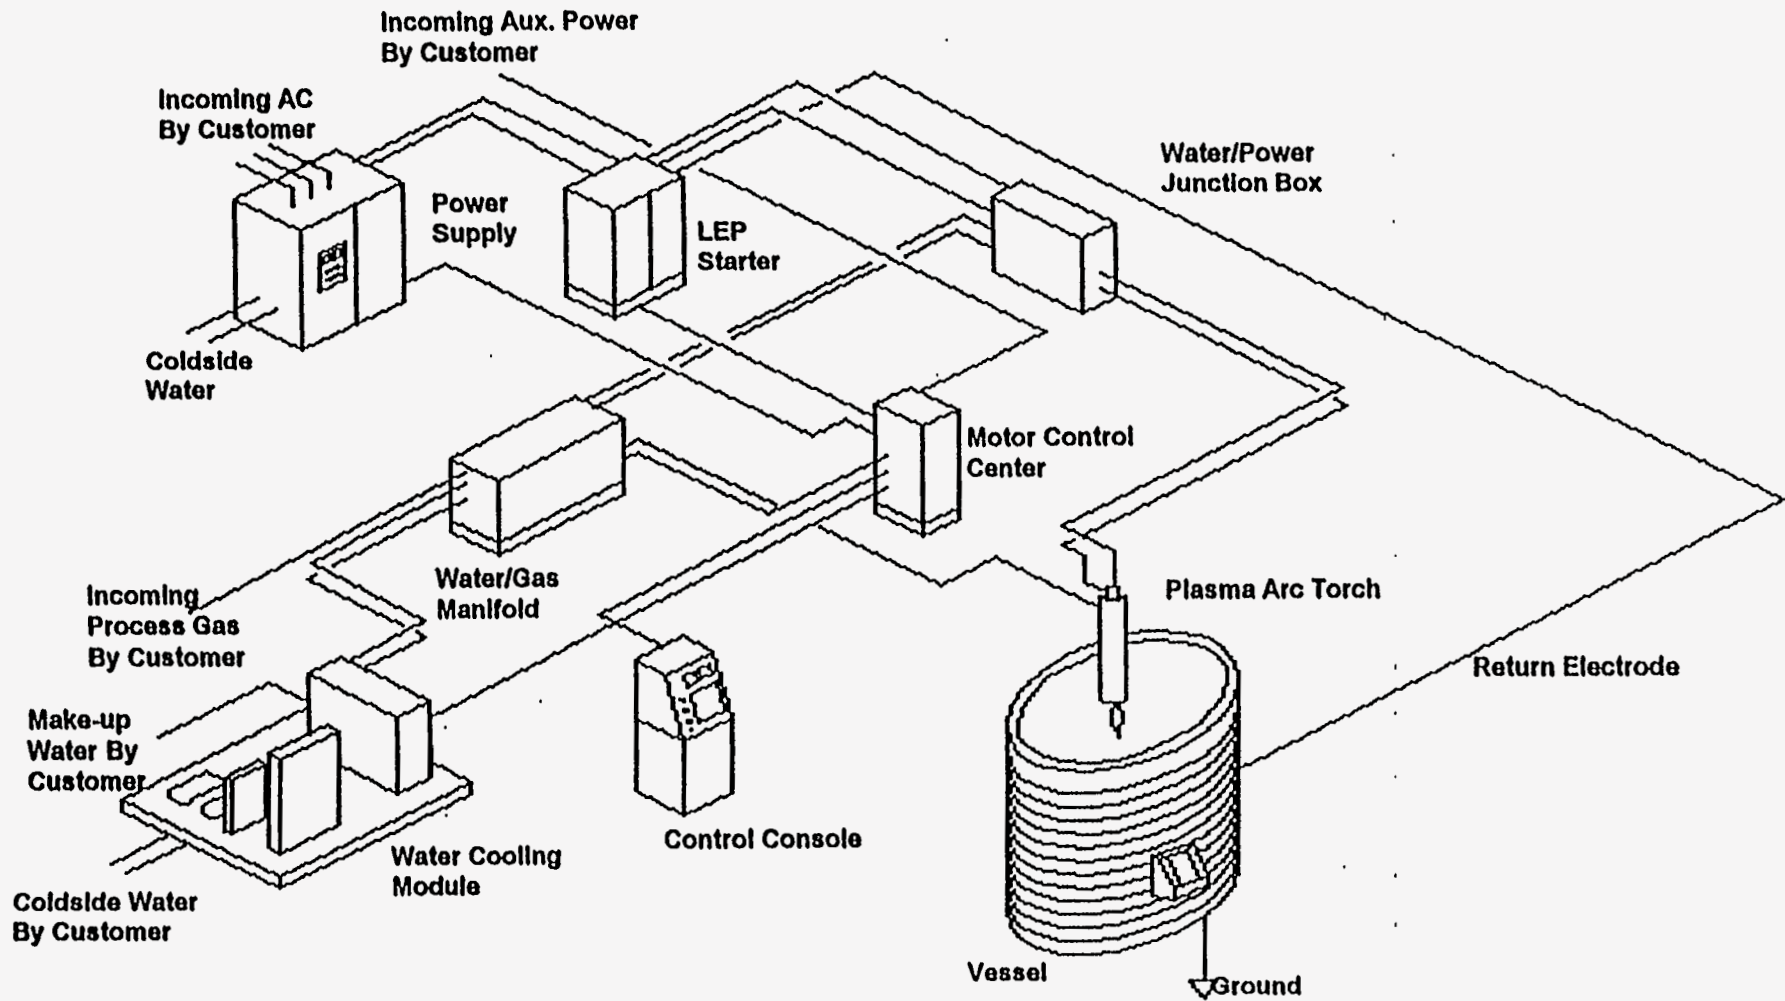 Incoming Aux. Power
By Customer
Incoming AC
By Customer
Water/Power
Junction Box
Power
Supply
LEP
Starter
Coldside
Water
Motor Control
Center
Water/Gas
Manifold
Incoming
Process Gas
By Customer
Plasma Arc Torch
Return Electrode
Make-up
Water By
Customer
Control Console
Water Cooling
Module
Coldside Water
By Customer
Vessel
Ground